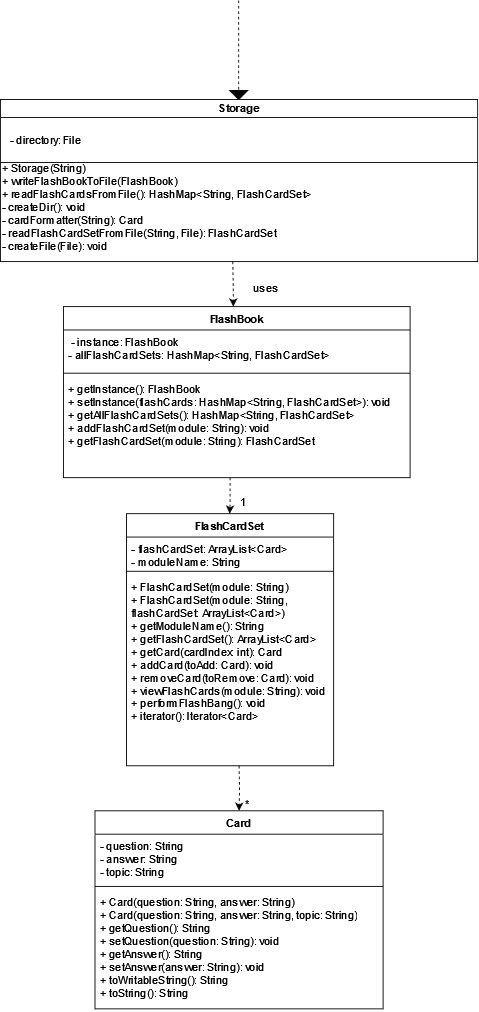 Storage
- directory: File
+ Storage(String)
+ writeFlashBookToFile(FlashBook)
+ readFlashCardsFromFile(): HashMap<String, FlashCardSet>
- createDir(): void
- cardFormatter(String): Card
- readFlashCardSetFromFile(String, File): FlashCardSet
- createFile(File): void
uses
FlashBook
- instance: FlashBook
- allFlashCardSets: HashMap<String, FlashCardSet>
+ getInstance(): FlashBook
+ setInstance(flashCards: HashMap<String, FlashCardSet>): void
+ getAllFlashCardSets(): HashMap<String, FlashCardSet>
+ addFlashCardSet(module: String): void
+ getFlashCardSet(module: String): FlashCardSet
1
FlashCardSet
- flashCardSet: ArrayList<Card>
- moduleName: String
+ FlashCardSet(module: String)
+ FlashCardSet(module: String,
flashCardSet: ArrayList<Card>)
+ getModuleName(): String
+ getFlashCardSet(): ArrayList<Card>
+ getCard(cardIndex: int): Card
+ addCard(toAdd: Card): void
+ removeCard(toRemove: Card): void
+ viewFlashCards(module: String): void
+ performFlashBang(): void
+ iterator(): Iterator<Card>
*
Card
- question: String
- answer: String
- topic: String
+ Card(question: String, answer: String)
+ Card(question: String, answer: String, topic: String)
+ getQuestion(): String
+ setQuestion(question: String): void
+ getAnswer(): String
+ setAnswer(answer: String): void
+ toWritableString(): String
+ toString(): String